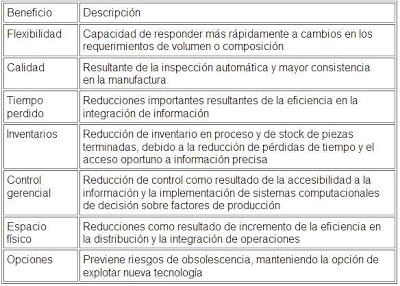 Beneficio Descripción
Flexibilidad Capacidad de responder más rápidamente a cambios en los
requerimientos de volumen o composición
Calidad Resultante de la inspección automática y mayor consistencia
en la manufactura
Tiempo Reducciones importantes resultantes de la eficiencia en la
perdido integración de información
Inventarios Reducción de inventario en proceso y de stock de piezas
terminadas, debido a la reducción de pérdidas de tiempo y el
acceso oportuno a información precisa
Control Reducción de control como resultado de la accesibilidad a la
gerencial información y la implementación de sistemas computacionales
de decisión sobre factores de producción
Espacio Reducciones como resultado de incremento de la eficiencia en
físico la distribución y la integración de operaciones
Opciones Previene riesgos de obsolescencia, manteniendo la opción de
explotar nueva tecnología